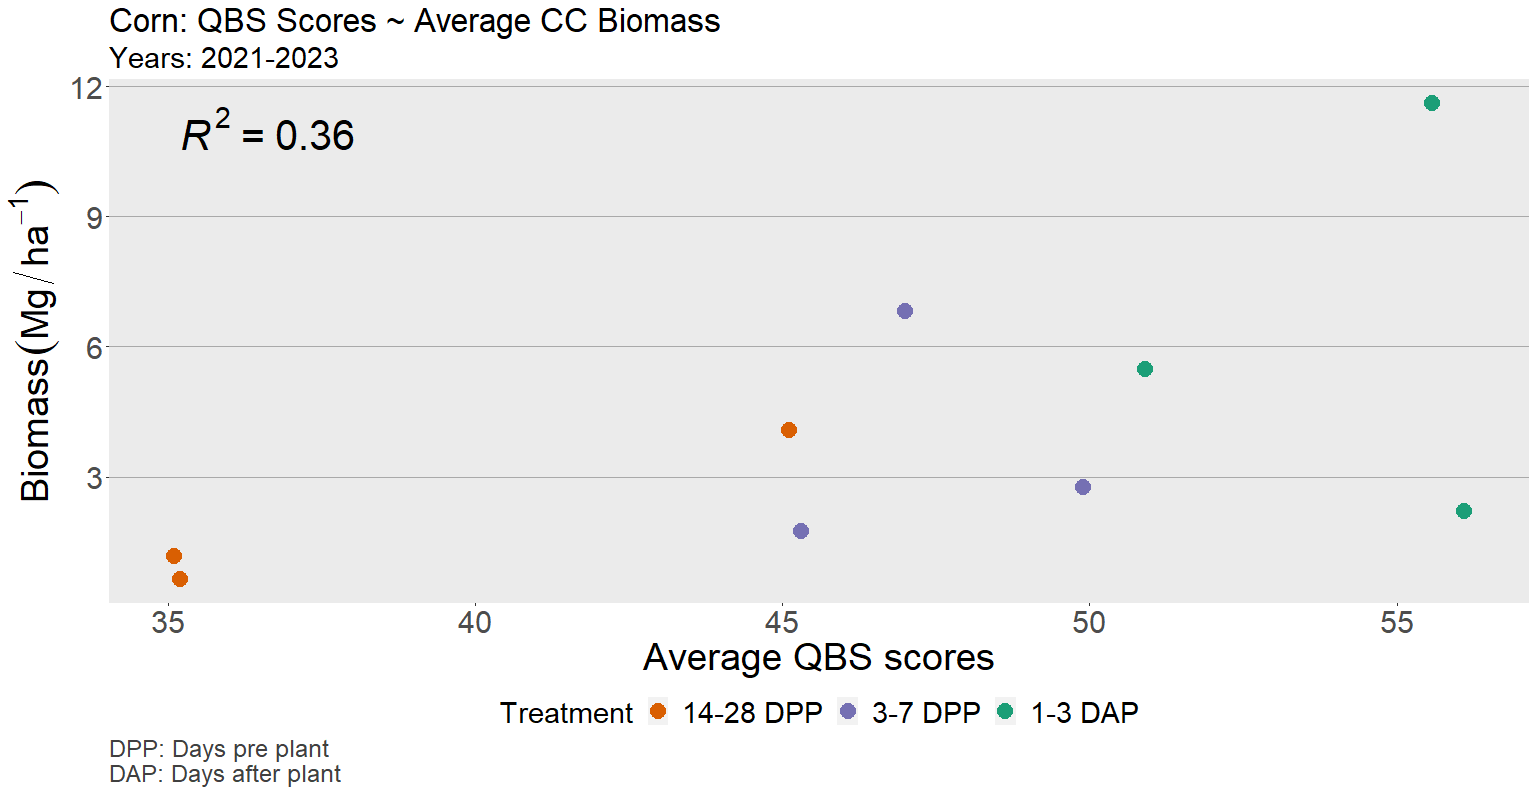 Corn: QBS Scores ~ Average CC Biomass
Years: 2021-2023
R² = 0.36
12
9
6
3
Biomass(Mg/ha⁻¹)
35 40 45 50 55
Average QBS scores
Treatment 14-28 DPP 3-7 DPP 1-3 DAP
DPP: Days pre plant
DAP: Days after plant